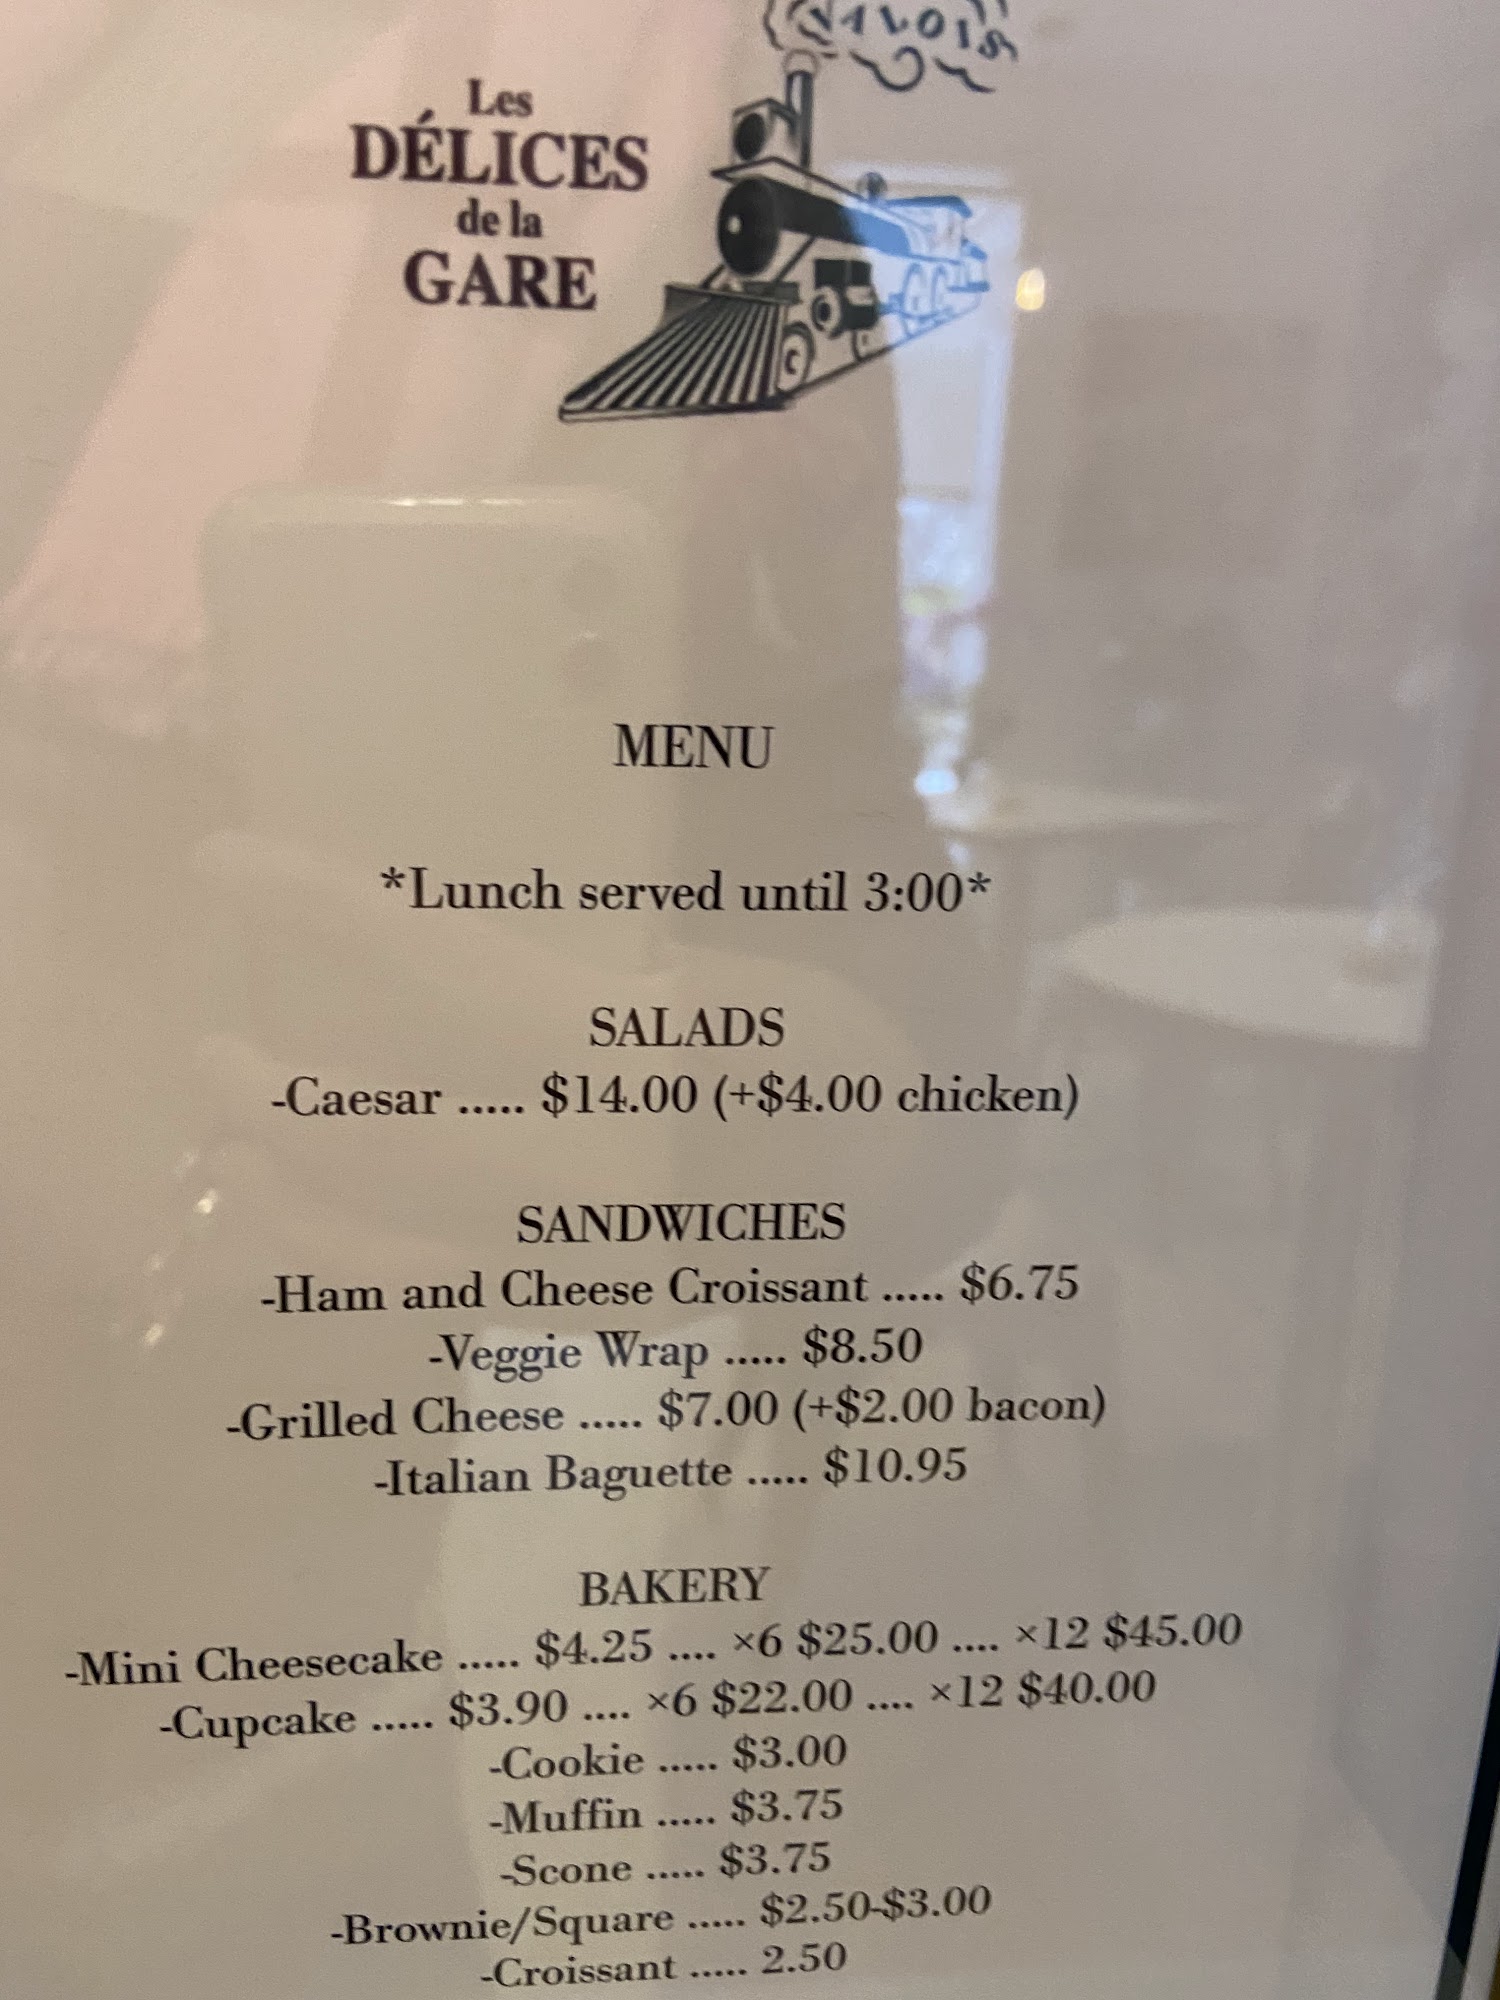 VALOIS
Les
DÉLICES
de la
GARE
MENU
*Lunch served until 3:00*
SALADS
-Caesar ..... $14.00 (+$4.00 chicken)
SANDWICHES
-Ham and Cheese Croissant ..... $6.75
-Veggie Wrap ..... $8.50
-Grilled Cheese ..... $7.00 (+$2.00 bacon)
-Italian Baguette ..... $10.95
BAKERY
-Mini Cheesecake ..... $4.25 .... ×6 $25.00 .... ×12 $45.00
-Cupcake ..... $3.90 .... ×6 $22.00 .... ×12 $40.00
-Cookie ..... $3.00
-Muffin ..... $3.75
-Scone ..... $3.75
-Brownie/Square ..... $2.50-$3.00
-Croissant ..... 2.50